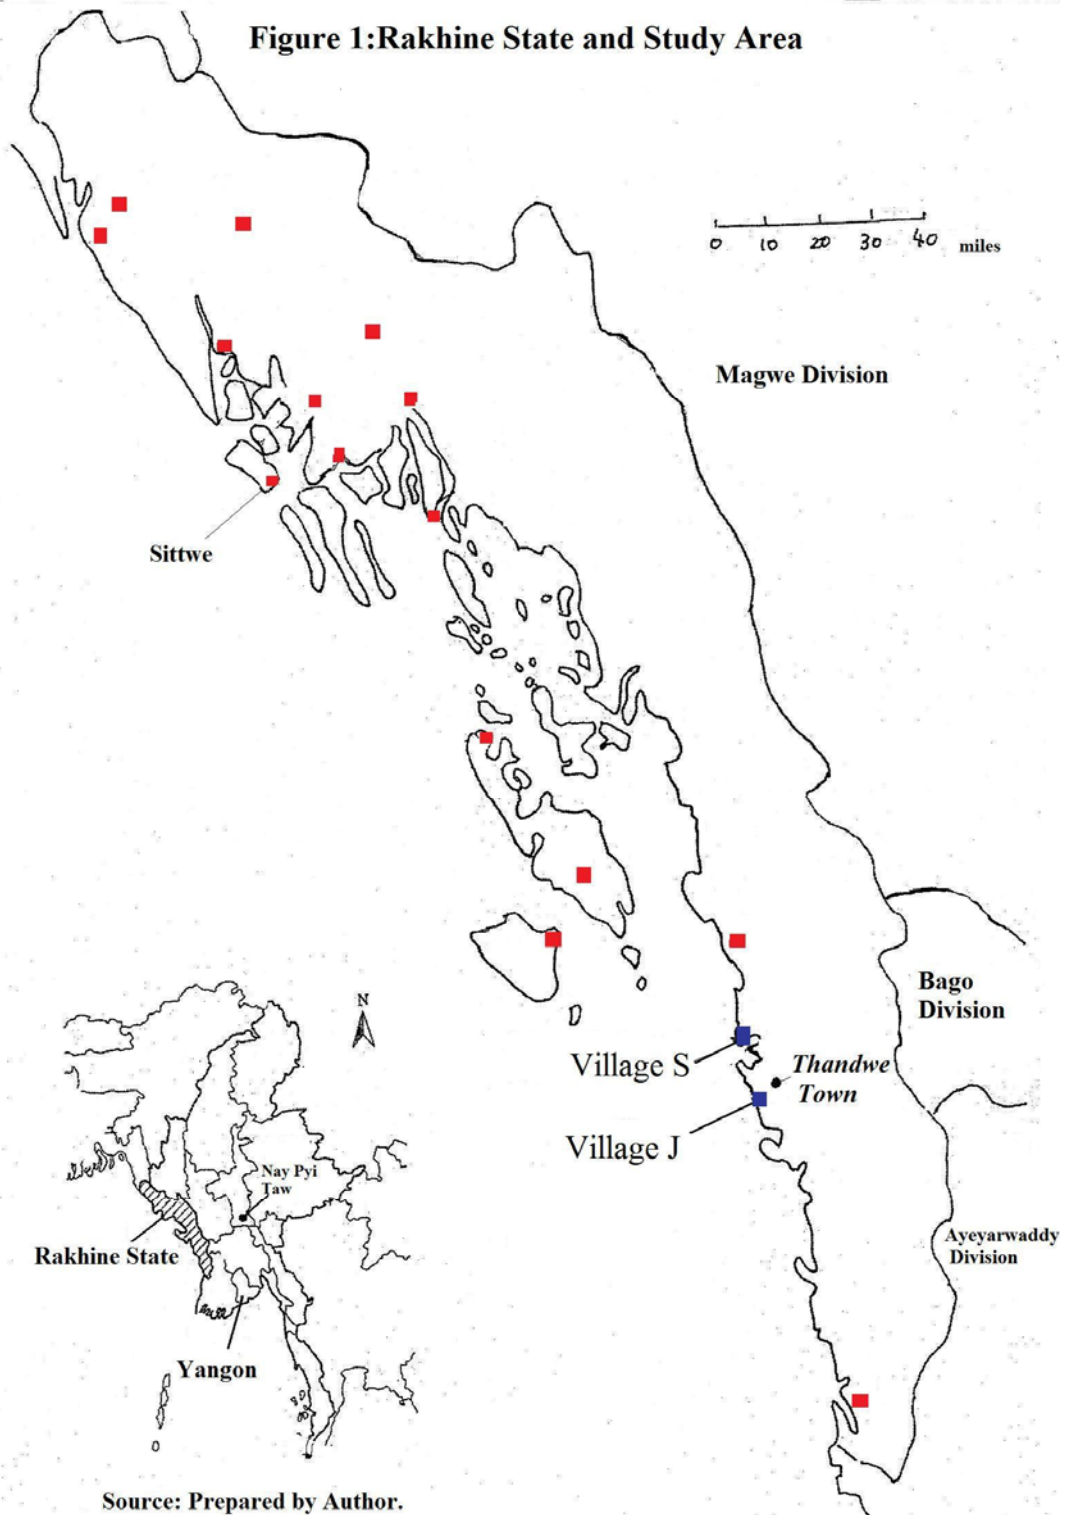 Figure 1:Rakhine State and Study Area
0 10 20 30 40 miles
Magwe Division
Sittwe
Bago
Division
Village S
Thandwe
Town
Village J
N
Nay Pyi
Taw
Rakhine State
Ayeyarwaddy
Division
Yangon
Source: Prepared by Author.